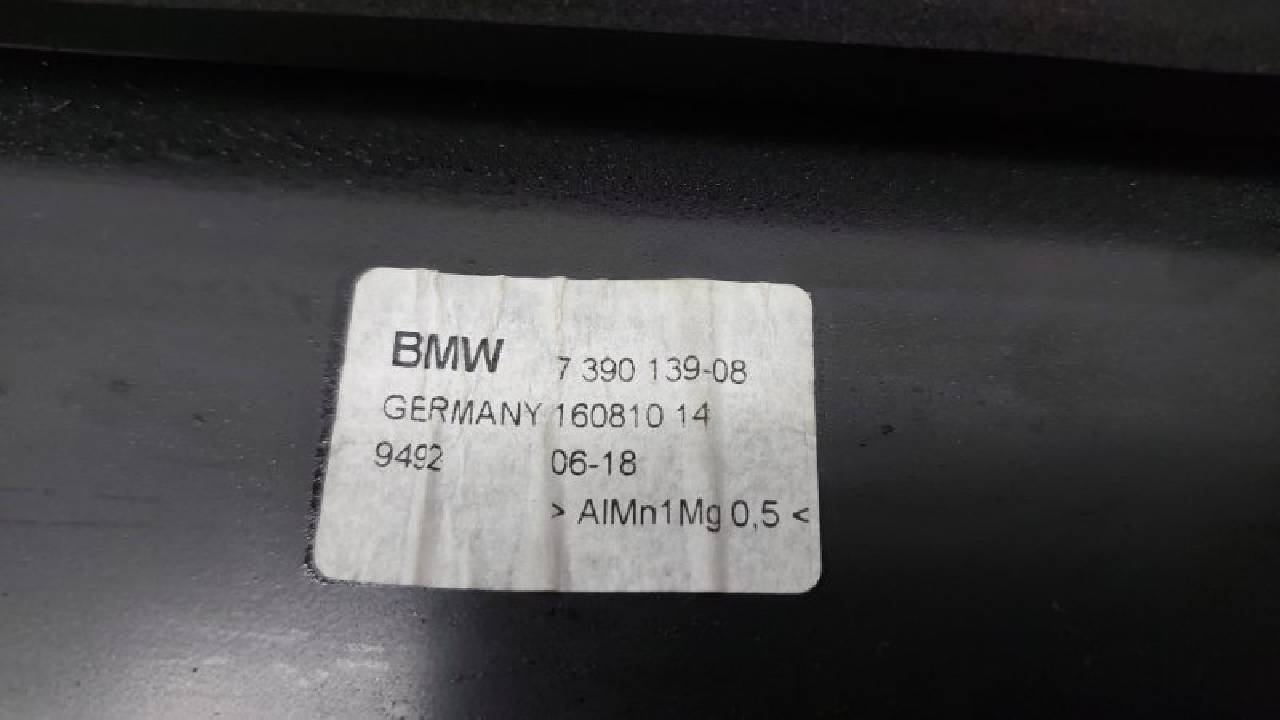 BMW 7 390 139-08
GERMANY 160810 14
9492 06-18
> AlMn1Mg 0,5 <